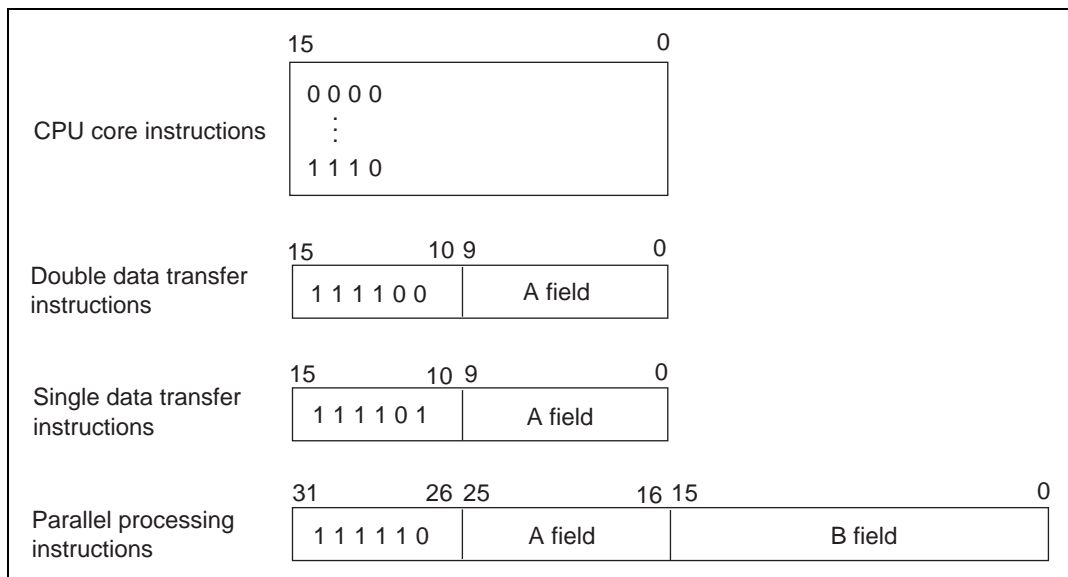 15 0
0 0 0 0
CPU core instructions
1 1 1 0
15 10 9 0
Double data transfer
instructions
1 1 1 1 0 0 A field
15 10 9 0
Single data transfer
instructions
1 1 1 1 0 1 A field
31 26 25 16 15 0
Parallel processing
instructions
1 1 1 1 1 0 A field B field